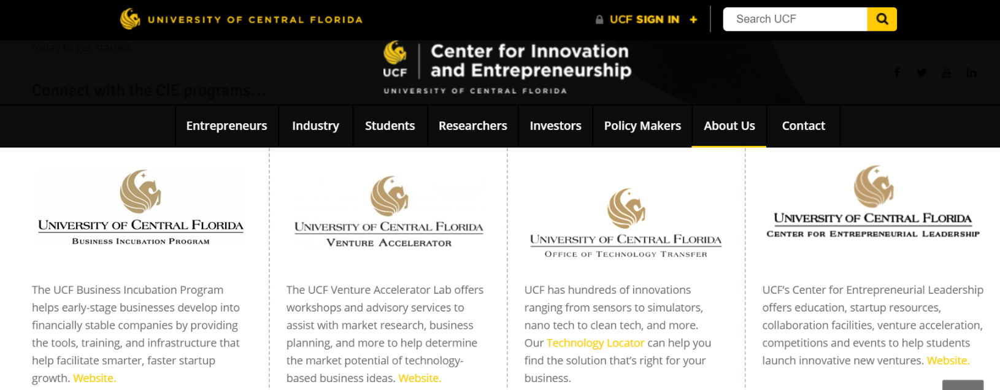 UNIVERSITY OF CENTRAL FLORIDA
UCF SIGN IN +
Search UCF
today to get started.
Connect with the CIE programs...
UCF
Center for Innovation
and Entrepreneurship
UNIVERSITY OF CENTRAL FLORIDA
Entrepreneurs
Industry
Students
Researchers
Investors
Policy Makers
About Us
Contact
UNIVERSITY OF CENTRAL FLORIDA
BUSINESS INCUBATION PROGRAM
The UCF Business Incubation Program
helps early-stage businesses develop into
financially stable companies by providing
the tools, training, and infrastructure that
help facilitate smarter, faster startup
growth. Website.
UNIVERSITY OF CENTRAL FLORIDA
VENTURE ACCELERATOR
The UCF Venture Accelerator Lab offers
workshops and advisory services to
assist with market research, business
planning, and more to help determine
the market potential of technology-
based business ideas. Website.
UNIVERSITY OF CENTRAL FLORIDA
OFFICE OF TECHNOLOGY TRANSFER
UCF has hundreds of innovations
ranging from sensors to simulators,
nano tech to clean tech, and more.
Our Technology Locator can help you
find the solution that's right for your
business.
UNIVERSITY OF CENTRAL FLORIDA
CENTER FOR ENTREPRENEURIAL LEADERSHIP
UCF's Center for Entrepreneurial Leadership
offers education, startup resources,
collaboration facilities, venture acceleration,
competitions and events to help students
launch innovative new ventures. Website.